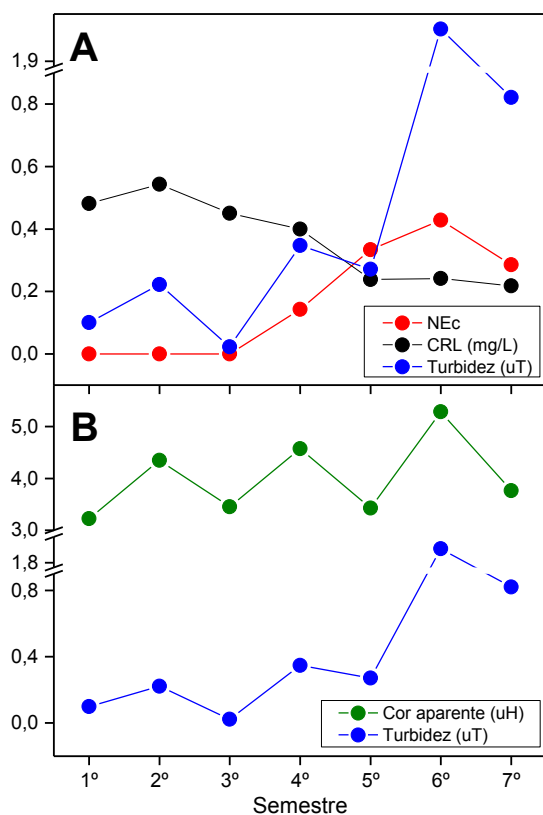 A
1,9
0,8
0,6
0,4
0,2
0,0
NEc
CRL (mg/L)
Turbidez (uT)
B
5,0
4,0
3,0
1,8
0,8
0,4
0,0
Cor aparente (uH)
Turbidez (uT)
1º 2º 3º 4º 5º 6º 7º
Semestre